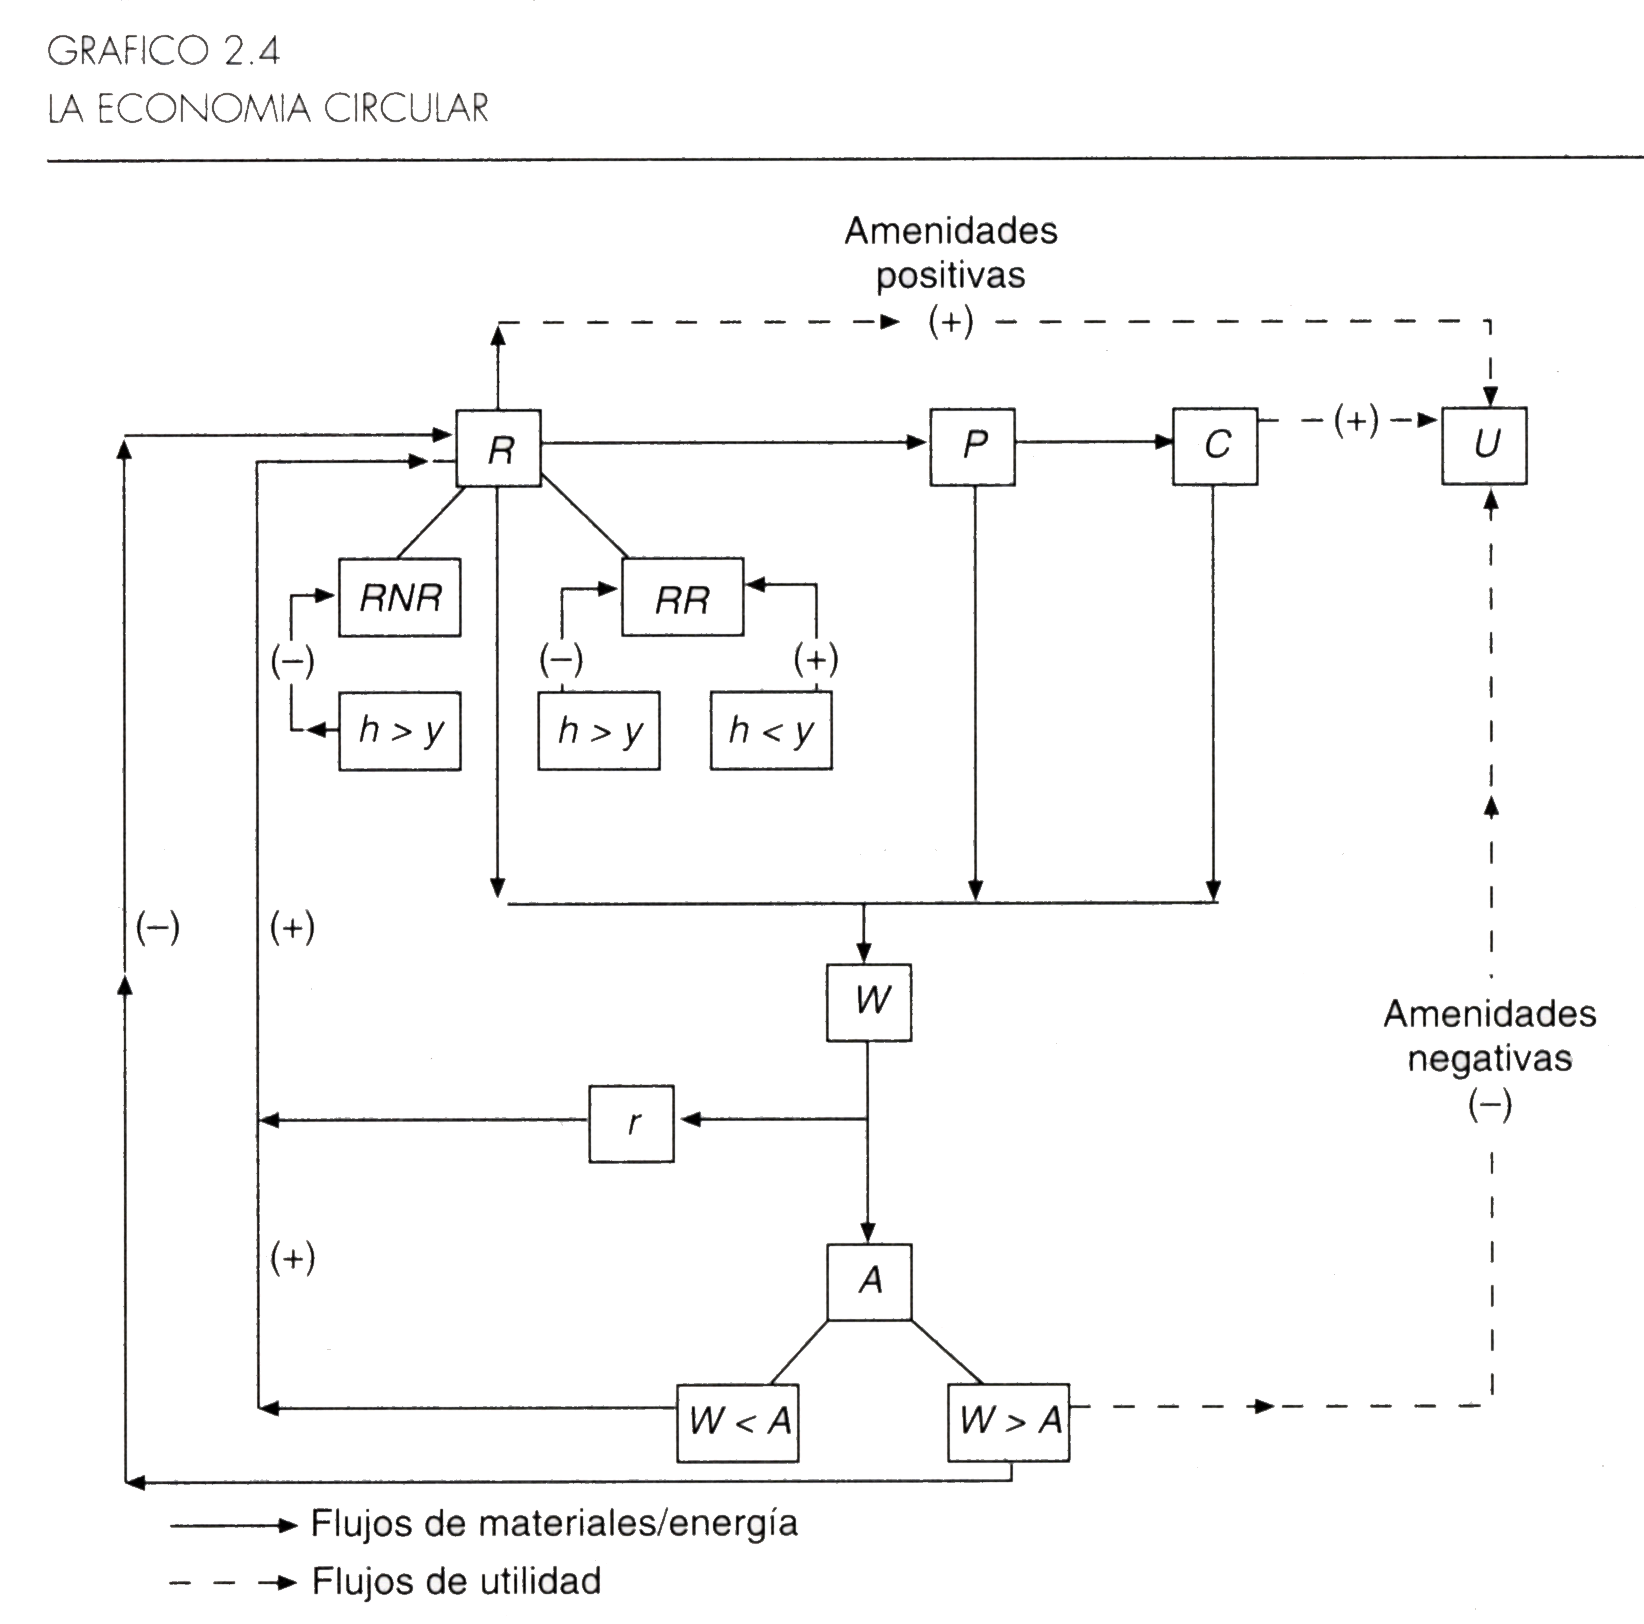 GRAFICO 2.4
LA ECONOMIA CIRCULAR
Amenidades
positivas
(+)
R
P
C
(+)
U
RNR
RR
(−)
(−)
(+)
h > y
h > y
h < y
(−)
(+)
W
Amenidades
negativas
(−)
r
(+)
A
W < A
W > A
Flujos de materiales/energía
Flujos de utilidad